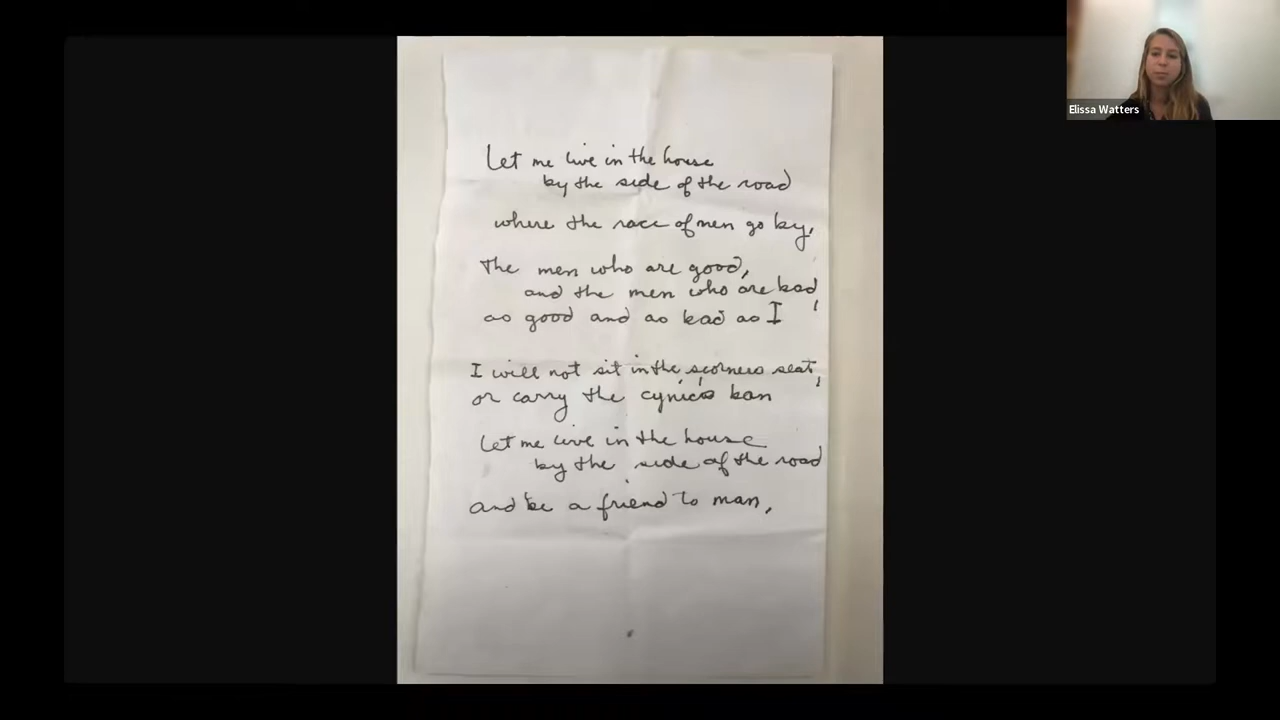 Let me live in the house
by the side of the road
where the race of men go by,
The men who are good,
and the men who are bad,
as good and as bad as I
I will not sit in the scorners seat,
or carry the cynic's ban
Let me live in the house
by the side of the road
and be a friend to man,
Elissa Watters